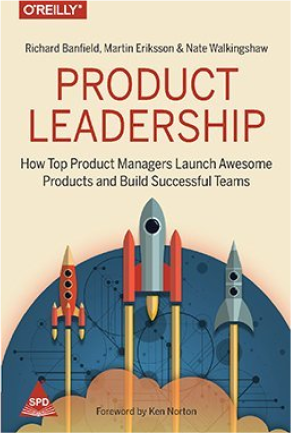 O'REILLY®
Richard Banfield, Martin Eriksson & Nate Walkingshaw
PRODUCT
LEADERSHIP
How Top Product Managers Launch Awesome
Products and Build Successful Teams
SPD
Foreword by Ken Norton